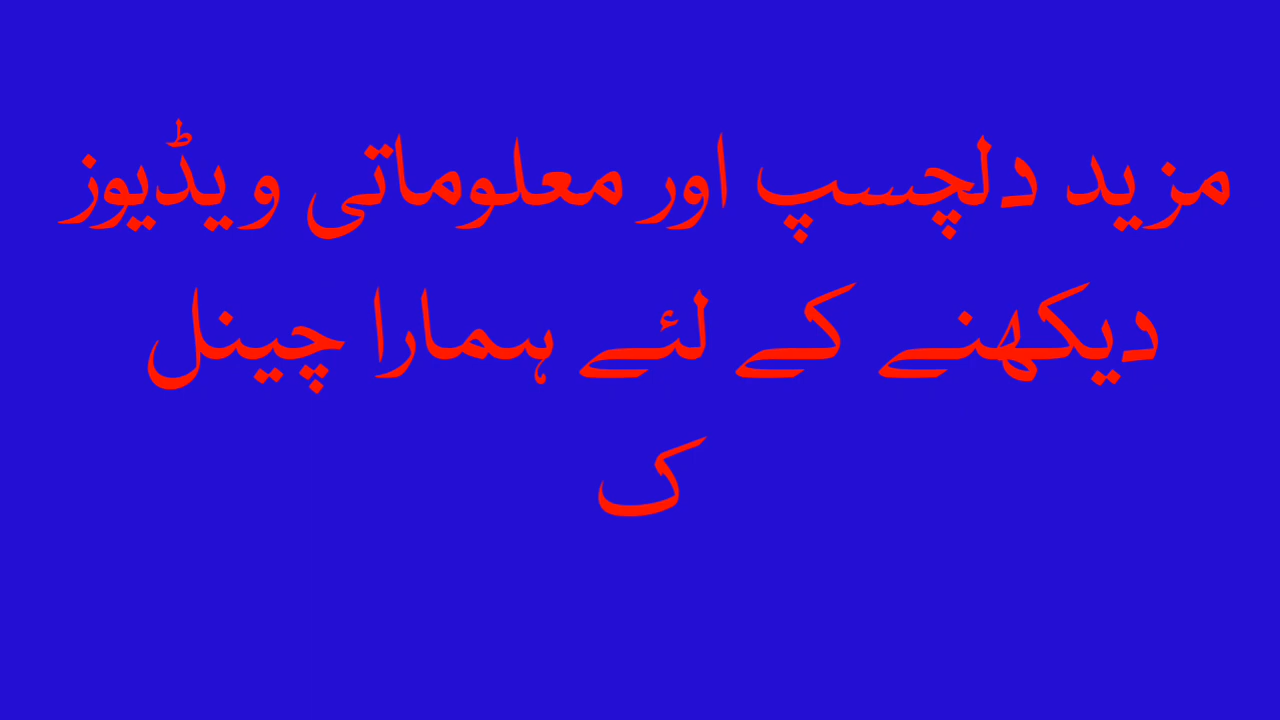 مزید دلچسپ اور معلوماتی ویڈیوز
دیکھنے کے لئے ہمارا چینل
ک